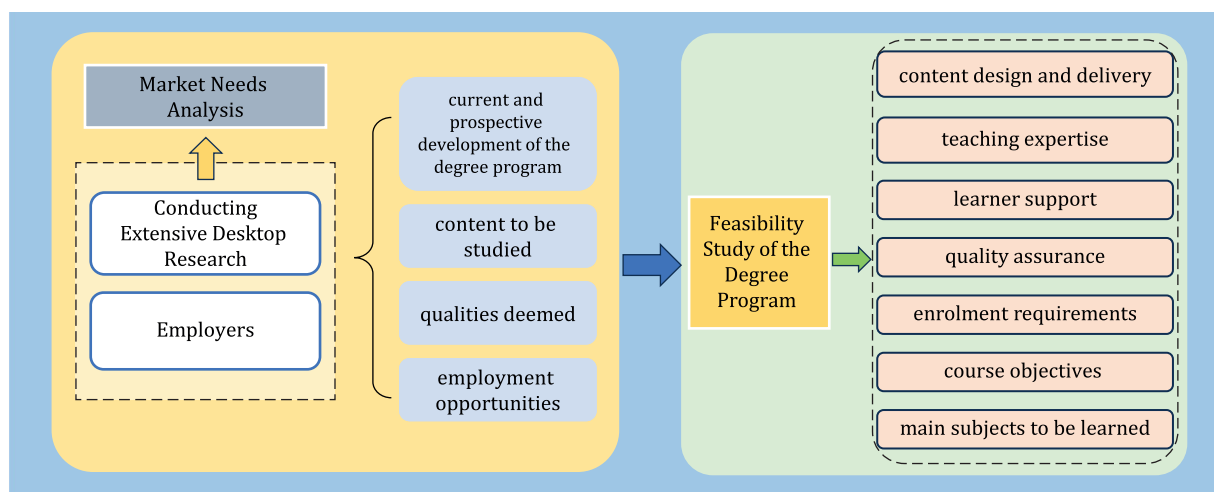 Market Needs
Analysis
Conducting
Extensive Desktop
Research
Employers
current and
prospective
development of the
degree program
content to be
studied
qualities deemed
employment
opportunities
Feasibility
Study of the
Degree
Program
content design and delivery
teaching expertise
learner support
quality assurance
enrolment requirements
course objectives
main subjects to be learned